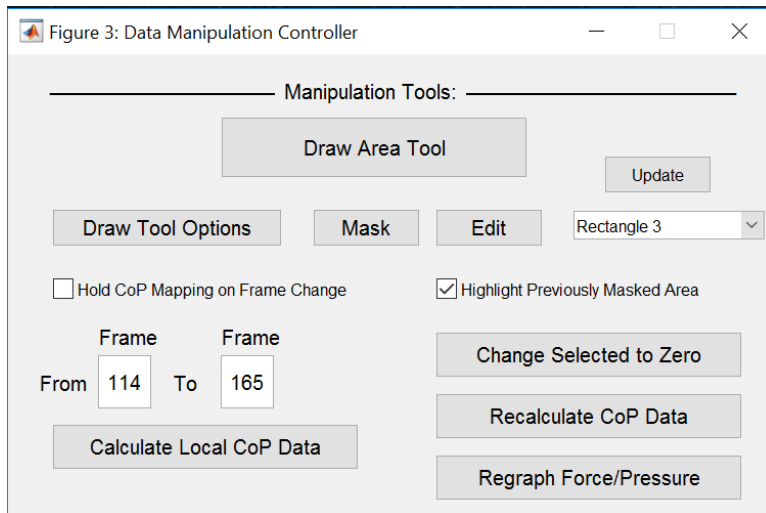 Figure 3: Data Manipulation Controller
Manipulation Tools:
Draw Area Tool
Update
Draw Tool Options
Mask
Edit
Rectangle 3
Hold CoP Mapping on Frame Change
Highlight Previously Masked Area
Frame Frame
From 114 To 165
Change Selected to Zero
Recalculate CoP Data
Calculate Local CoP Data
Regraph Force/Pressure